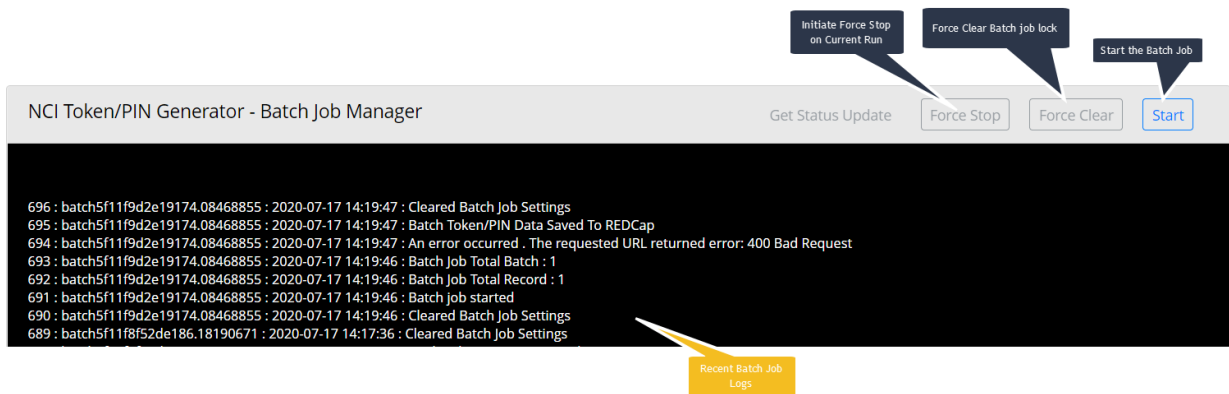 Initiate Force Stop
on Current Run
Force Clear Batch job lock
Start the Batch Job
NCI Token/PIN Generator - Batch Job Manager
Get Status Update
Force Stop
Force Clear
Start
696 : batch5f11f9d2e19174.08468855 : 2020-07-17 14:19:47 : Cleared Batch Job Settings
695 : batch5f11f9d2e19174.08468855 : 2020-07-17 14:19:47 : Batch Token/PIN Data Saved To REDCap
694 : batch5f11f9d2e19174.08468855 : 2020-07-17 14:19:47 : An error occurred . The requested URL returned error: 400 Bad Request
693 : batch5f11f9d2e19174.08468855 : 2020-07-17 14:19:46 : Batch Job Total Batch : 1
692 : batch5f11f9d2e19174.08468855 : 2020-07-17 14:19:46 : Batch Job Total Record : 1
691 : batch5f11f9d2e19174.08468855 : 2020-07-17 14:19:46 : Batch job started
690 : batch5f11f9d2e19174.08468855 : 2020-07-17 14:19:46 : Cleared Batch Job Settings
689 : batch5f11f8f52de186.18190671 : 2020-07-17 14:17:36 : Cleared Batch Job Settings
Recent Batch Job
Logs